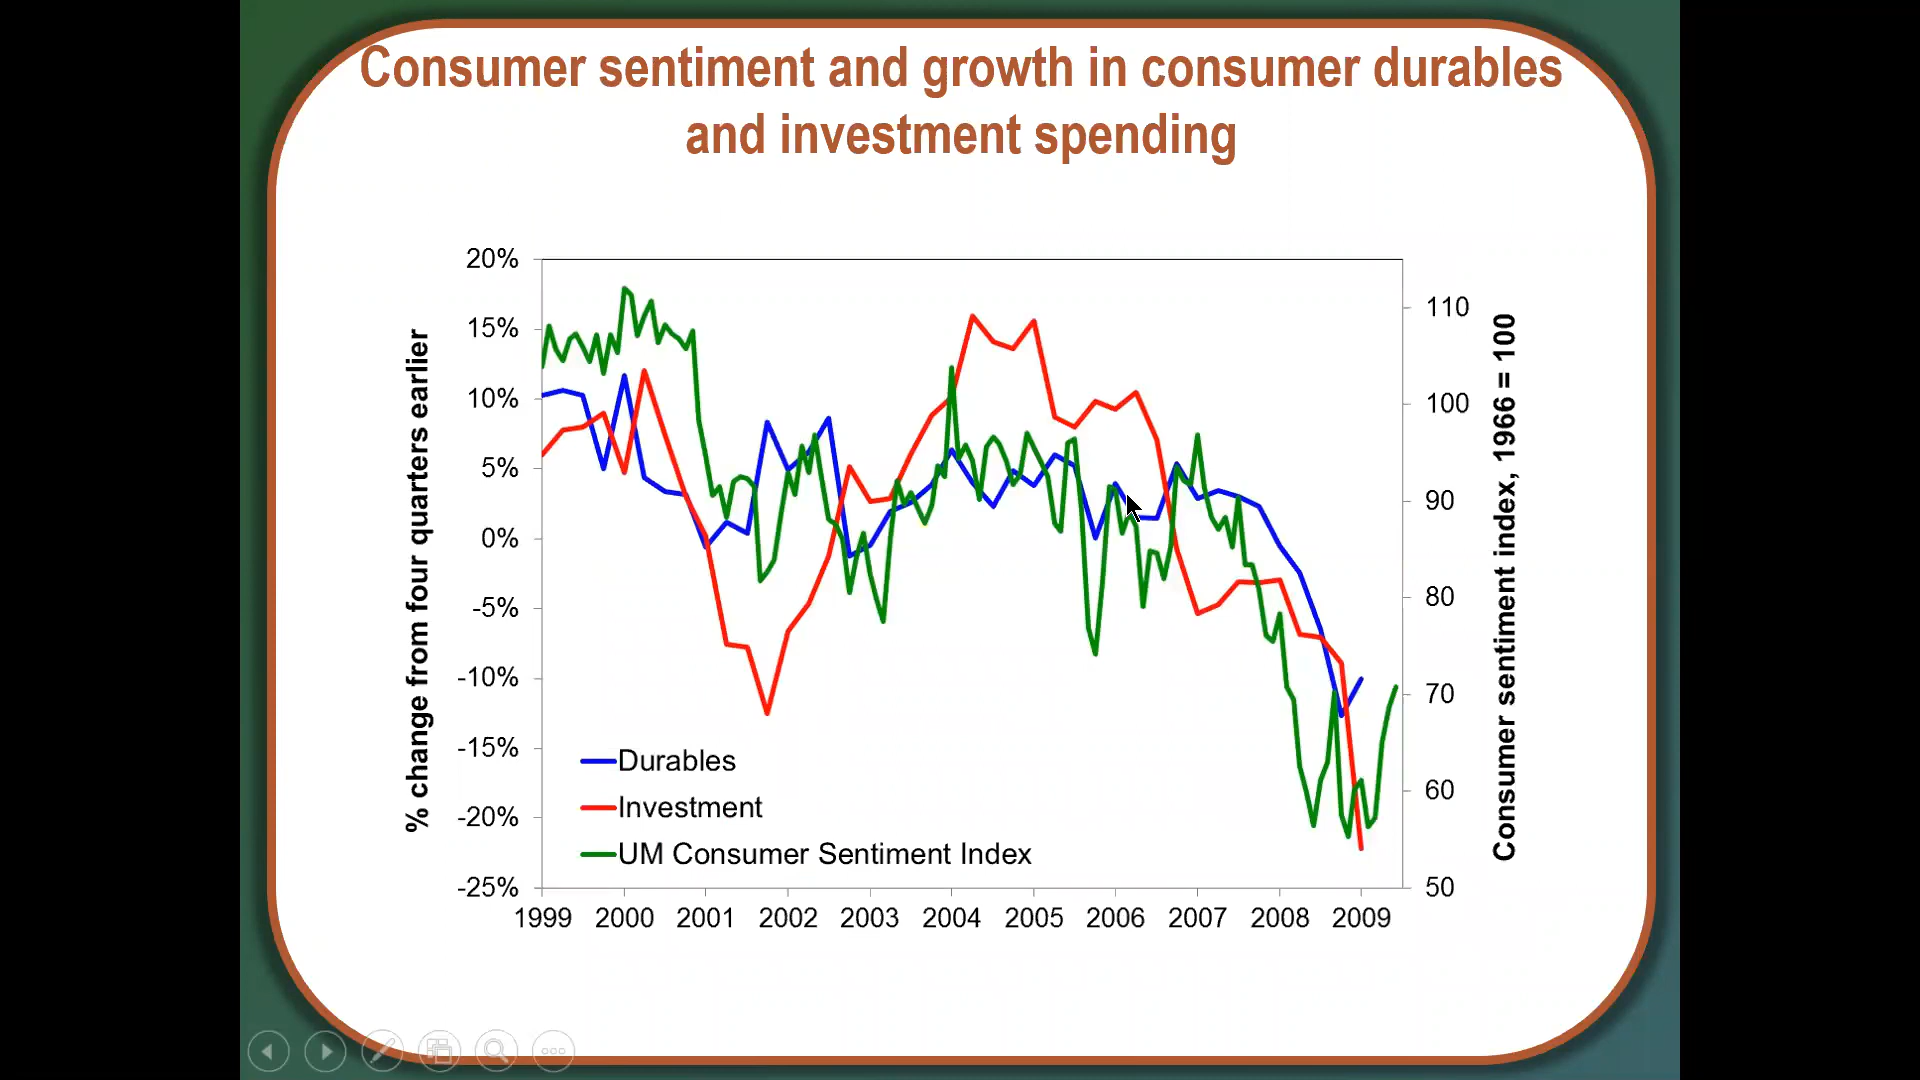 Consumer sentiment and growth in consumer durables
and investment spending
% change from four quarters earlier
20%
15%
10%
5%
0%
-5%
-10%
-15%
-20%
-25%
Durables
Investment
UM Consumer Sentiment Index
1999 2000 2001 2002 2003 2004 2005 2006 2007 2008 2009
110
100
90
80
70
60
50
Consumer sentiment index, 1966 = 100